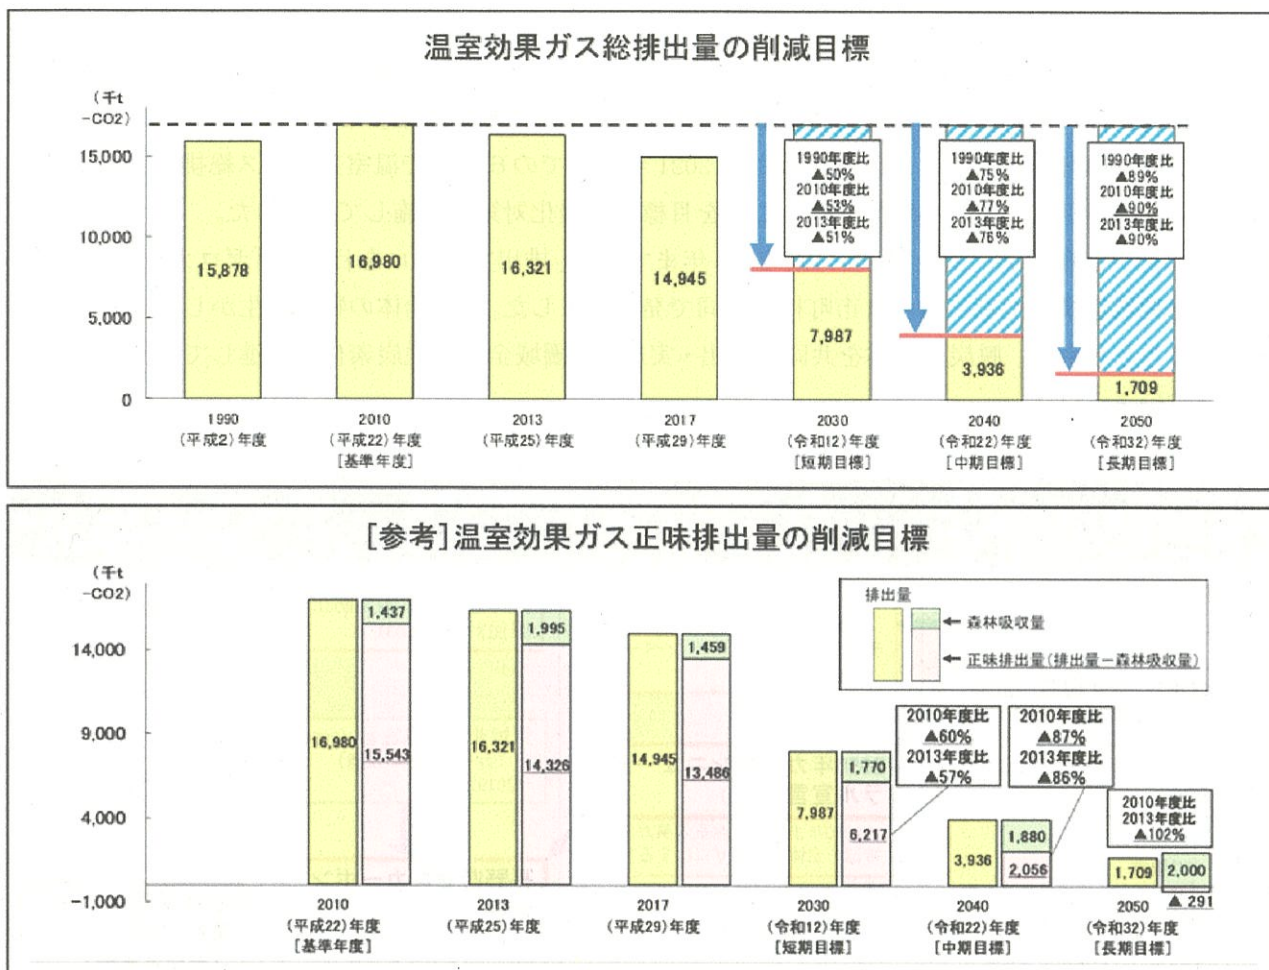 温室効果ガス総排出量の削減目標
(千t
-CO2)
15,000
10,000
5,000
0
15,878
16,980
16,321
14,945
7,987
3,936
1,709
1990年度比
▲50%
2010年度比
▲53%
2013年度比
▲51%
1990年度比
▲75%
2010年度比
▲77%
2013年度比
▲76%
1990年度比
▲89%
2010年度比
▲90%
2013年度比
▲90%
1990
(平成2)年度
2010
(平成22)年度
[基準年度]
2013
(平成25)年度
2017
(平成29)年度
2030
(令和12)年度
[短期目標]
2040
(令和22)年度
[中期目標]
2050
(令和32)年度
[長期目標]
[参考]温室効果ガス正味排出量の削減目標
(千t
-CO2)
14,000
9,000
4,000
-1,000
排出量
森林吸収量
正味排出量(排出量－森林吸収量)
16,980
1,437
15,543
16,321
1,995
14,326
14,945
1,459
13,486
7,987
1,770
6,217
2010年度比
▲60%
2013年度比
▲57%
3,936
1,880
2,056
2010年度比
▲87%
2013年度比
▲86%
1,709
2,000
▲291
2010年度比
2013年度比
▲102%
2010
(平成22)年度
[基準年度]
2013
(平成25)年度
2017
(平成29)年度
2030
(令和12)年度
[短期目標]
2040
(令和22)年度
[中期目標]
2050
(令和32)年度
[長期目標]